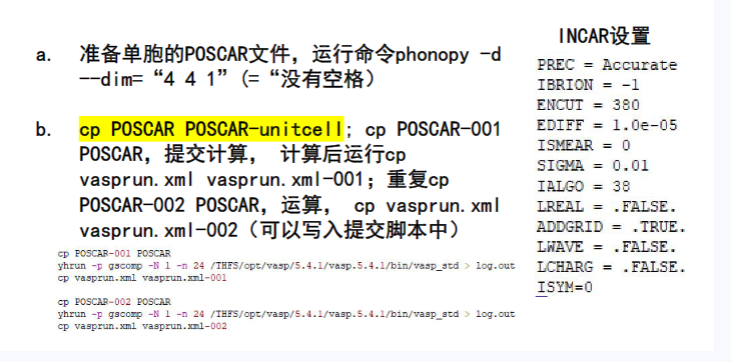 a. 准备单胞的POSCAR文件，运行命令phonopy -d
--dim=“4 4 1”（=“没有空格）
b. cp POSCAR POSCAR-unitcell; cp POSCAR-001
POSCAR，提交计算， 计算后运行cp
vasprun.xml vasprun.xml-001；重复cp
POSCAR-002 POSCAR，运算， cp vasprun.xml
vasprun.xml-002（可以写入提交脚本中）
cp POSCAR-001 POSCAR
yhrun -p gscomp -N 1 -n 24 /THFS/opt/vasp/5.4.1/vasp.5.4.1/bin/vasp_std > log.out
cp vasprun.xml vasprun.xml-001
cp POSCAR-002 POSCAR
yhrun -p gscomp -N 1 -n 24 /THFS/opt/vasp/5.4.1/vasp.5.4.1/bin/vasp_std > log.out
cp vasprun.xml vasprun.xml-002
INCAR设置
PREC = Accurate
IBRION = -1
ENCUT = 380
EDIFF = 1.0e-05
ISMEAR = 0
SIGMA = 0.01
IALGO = 38
LREAL = .FALSE.
ADDGRID = .TRUE.
LWAVE = .FALSE.
LCHARG = .FALSE.
ISYM=0